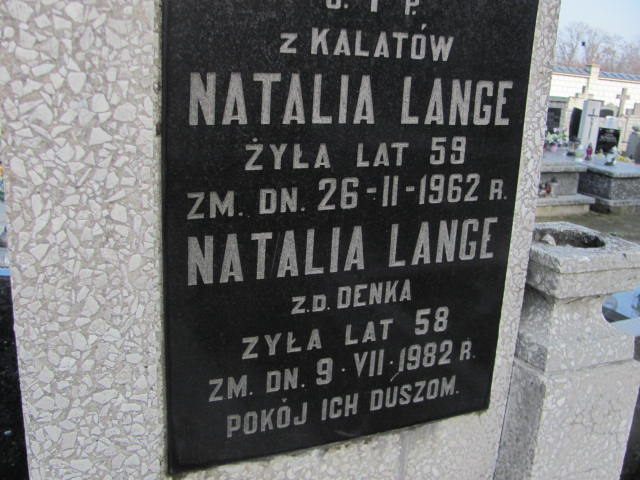 Ś. † P.
z KALATÓW
NATALIA LANGE
ŻYŁA LAT 59
ZM. DN. 26-II-1962 R.
NATALIA LANGE
Z.D. DENKA
ZYŁA LAT 58
ZM. DN. 9·VII·1982 R.
POKÓJ ICH DUSZOM.